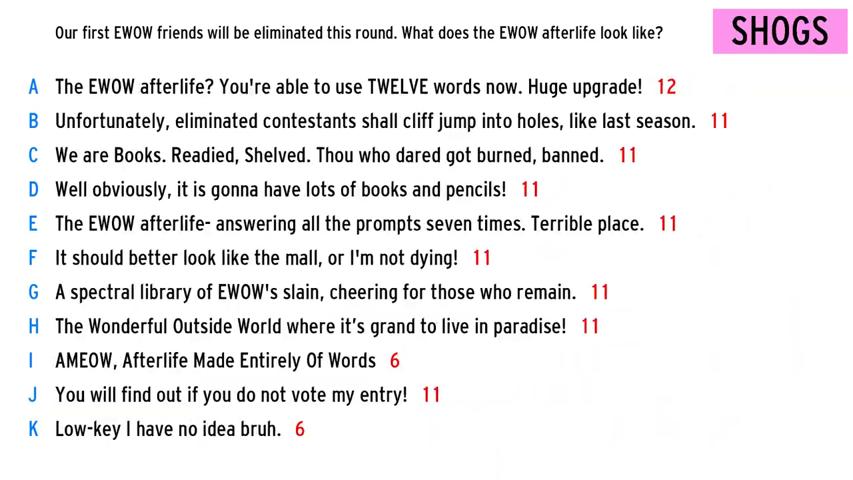 Our first EWOW friends will be eliminated this round. What does the EWOW afterlife look like?
SHOGS
A The EWOW afterlife? You're able to use TWELVE words now. Huge upgrade! 12
B Unfortunately, eliminated contestants shall cliff jump into holes, like last season. 11
C We are Books. Readied, Shelved. Thou who dared got burned, banned. 11
D Well obviously, it is gonna have lots of books and pencils! 11
E The EWOW afterlife- answering all the prompts seven times. Terrible place. 11
F It should better look like the mall, or I'm not dying! 11
G A spectral library of EWOW's slain, cheering for those who remain. 11
H The Wonderful Outside World where it’s grand to live in paradise! 11
I AMEOW, Afterlife Made Entirely Of Words 6
J You will find out if you do not vote my entry! 11
K Low-key I have no idea bruh. 6